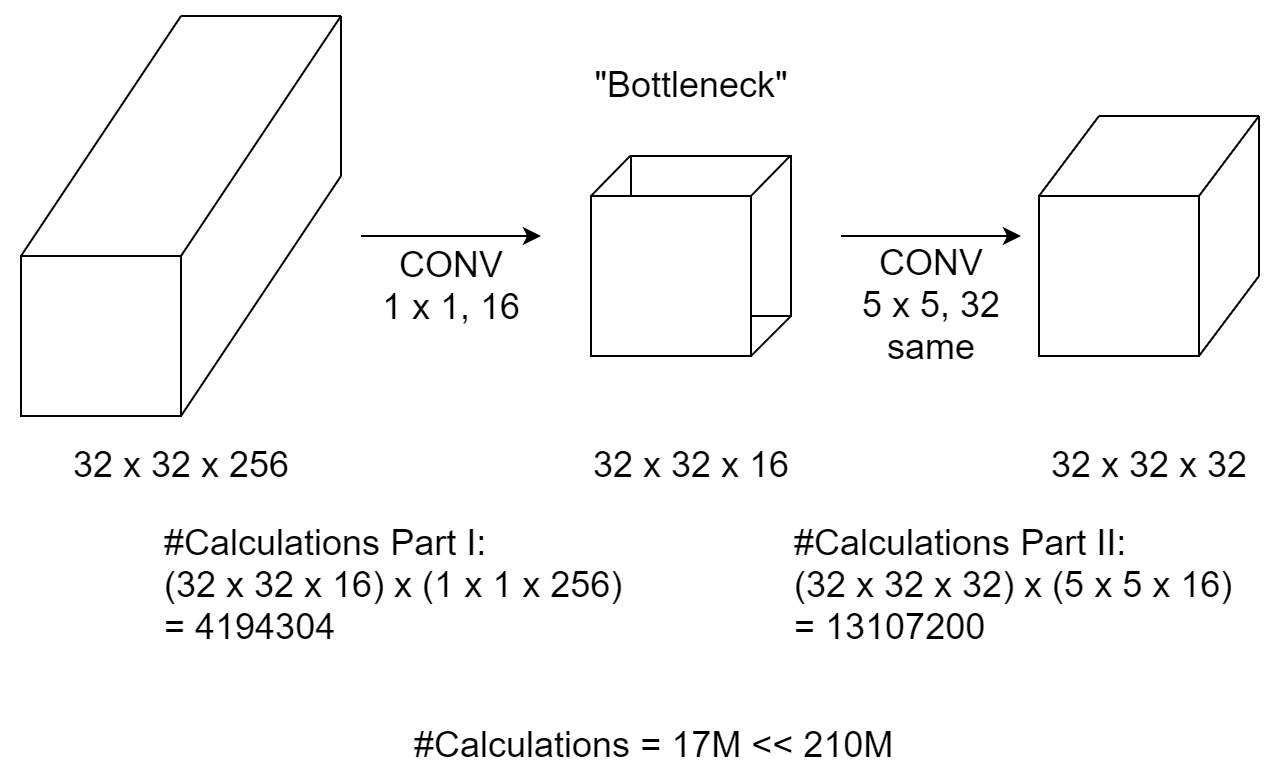 "Bottleneck"
CONV
1 x 1, 16
CONV
5 x 5, 32
same
32 x 32 x 256
32 x 32 x 16
32 x 32 x 32
#Calculations Part I:
(32 x 32 x 16) x (1 x 1 x 256)
= 4194304
#Calculations Part II:
(32 x 32 x 32) x (5 x 5 x 16)
= 13107200
#Calculations = 17M << 210M